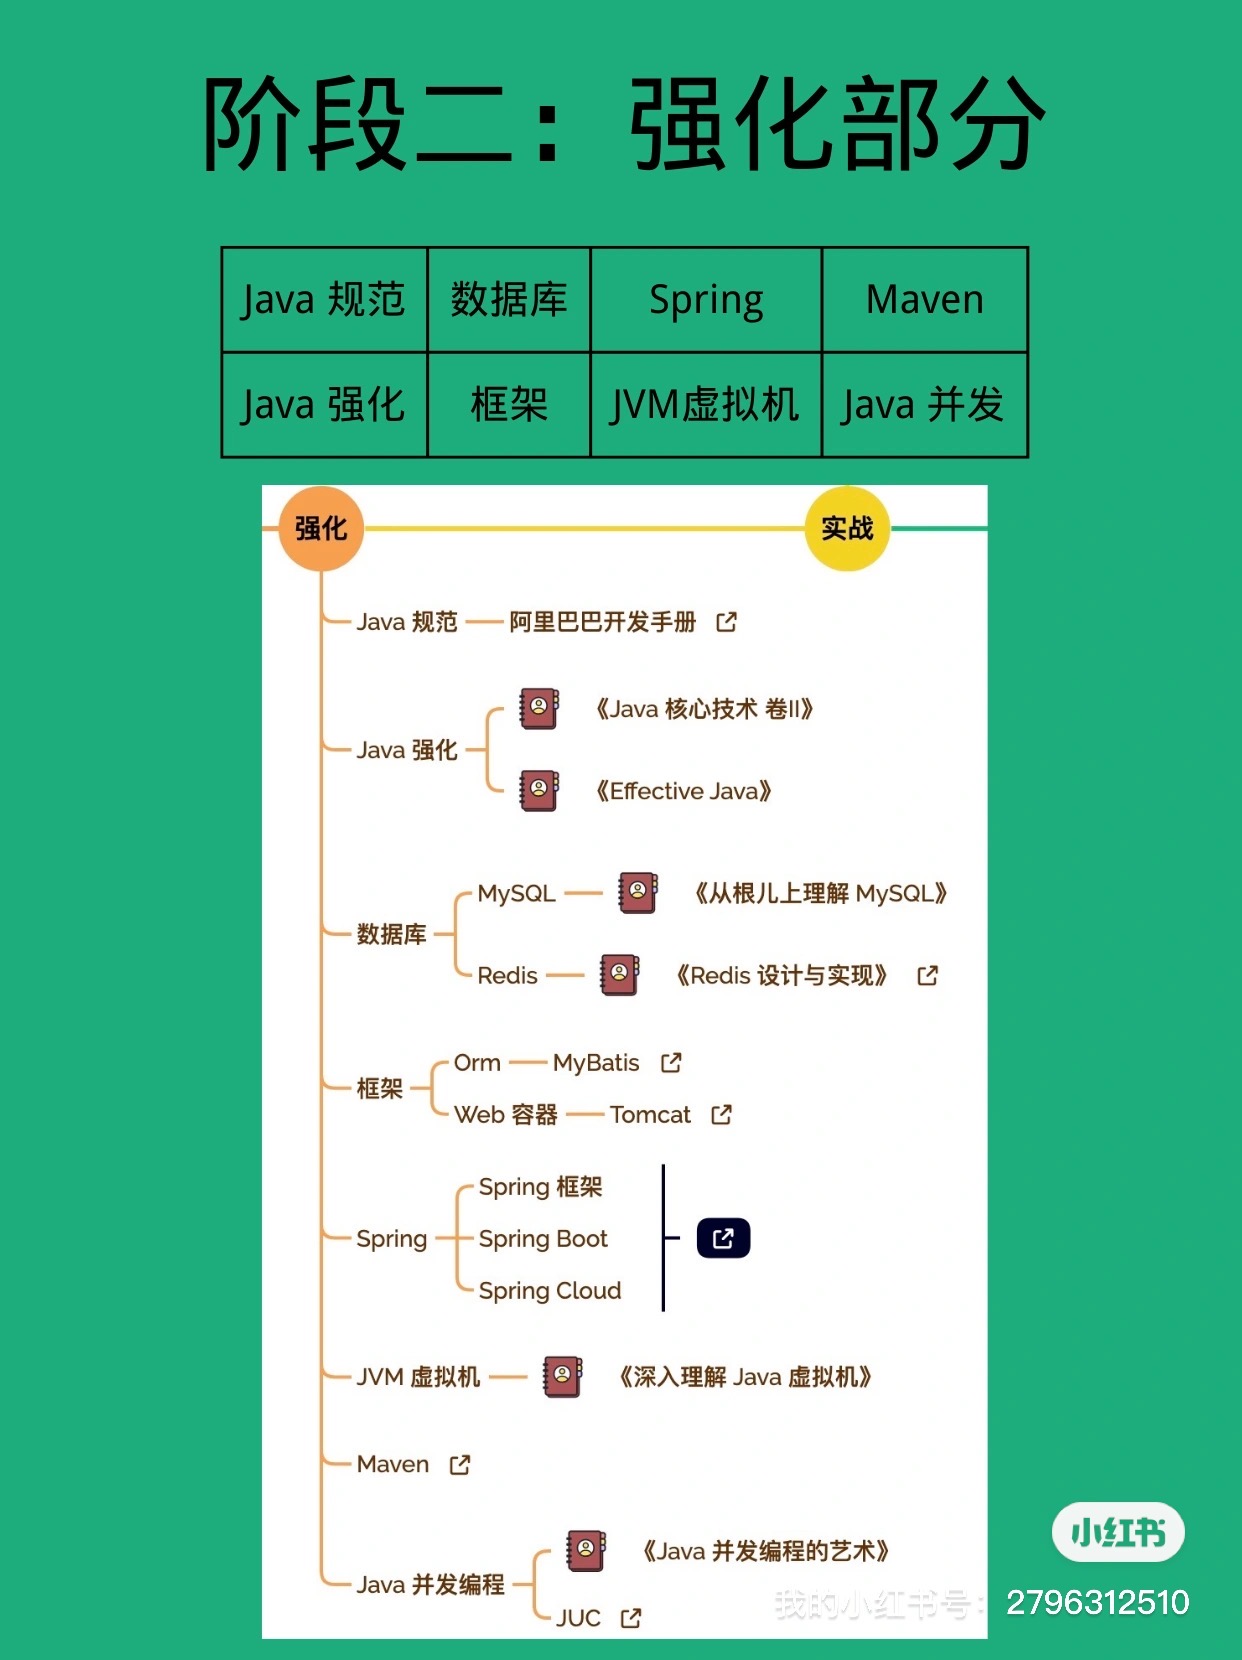 阶段二：强化部分
Java 规范 数据库 Spring Maven
Java 强化 框架 JVM虚拟机 Java 并发
强化 实战
Java 规范 阿里巴巴开发手册
《Java 核心技术 卷II》
Java 强化
《Effective Java》
MySQL 《从根儿上理解 MySQL》
数据库
Redis 《Redis 设计与实现》
Orm MyBatis
框架
Web 容器 Tomcat
Spring 框架
Spring Spring Boot
Spring Cloud
JVM 虚拟机 《深入理解 Java 虚拟机》
Maven
《Java 并发编程的艺术》
Java 并发编程
JUC
小红书
我的小红书号：2796312510